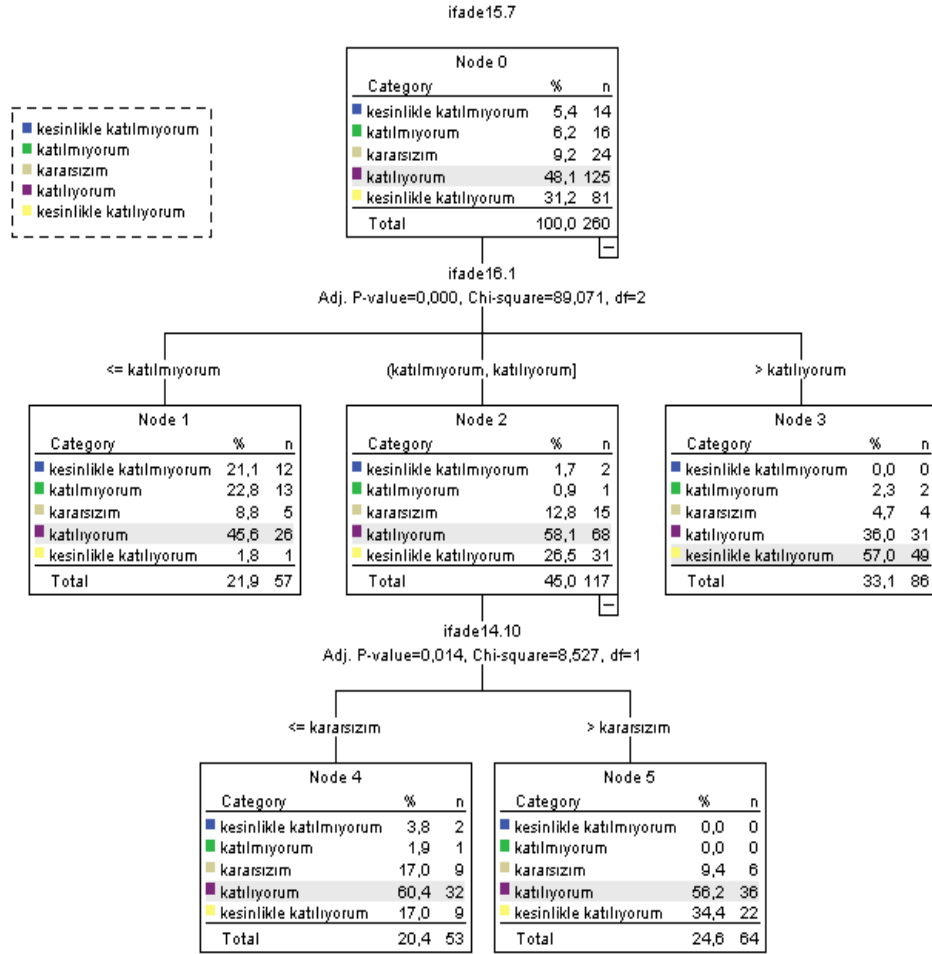 ifade15.7
Node 0
Category % n
kesinlikle katılmıyorum 5,4 14
katılmıyorum 6,2 16
kararsızım 9,2 24
katılıyorum 48,1 125
kesinlikle katılıyorum 31,2 81
Total 100,0 260
kesinlikle katılmıyorum
katılmıyorum
kararsızım
katılıyorum
kesinlikle katılıyorum
ifade16.1
Adj. P-value=0,000, Chi-square=89,071, df=2
<= katılmıyorum
(katılmıyorum, katılıyorum]
> katılıyorum
Node 1
Category % n
kesinlikle katılmıyorum 21,1 12
katılmıyorum 22,8 13
kararsızım 8,8 5
katılıyorum 45,6 26
kesinlikle katılıyorum 1,8 1
Total 21,9 57
Node 2
Category % n
kesinlikle katılmıyorum 1,7 2
katılmıyorum 0,9 1
kararsızım 12,8 15
katılıyorum 58,1 68
kesinlikle katılıyorum 26,5 31
Total 45,0 117
Node 3
Category % n
kesinlikle katılmıyorum 0,0 0
katılmıyorum 2,3 2
kararsızım 4,7 4
katılıyorum 36,0 31
kesinlikle katılıyorum 57,0 49
Total 33,1 86
ifade14.10
Adj. P-value=0,014, Chi-square=8,527, df=1
<= kararsızım
> kararsızım
Node 4
Category % n
kesinlikle katılmıyorum 3,8 2
katılmıyorum 1,9 1
kararsızım 17,0 9
katılıyorum 60,4 32
kesinlikle katılıyorum 17,0 9
Total 20,4 53
Node 5
Category % n
kesinlikle katılmıyorum 0,0 0
katılmıyorum 0,0 0
kararsızım 9,4 6
katılıyorum 56,2 36
kesinlikle katılıyorum 34,4 22
Total 24,6 64